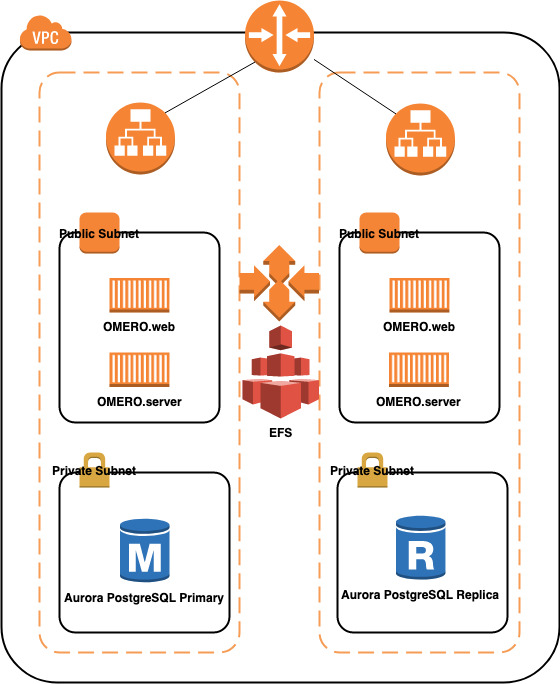 VPC
Public Subnet
Public Subnet
OMERO.web
OMERO.web
OMERO.server
OMERO.server
EFS
Private Subnet
Private Subnet
M
R
Aurora PostgreSQL Primary
Aurora PostgreSQL Replica